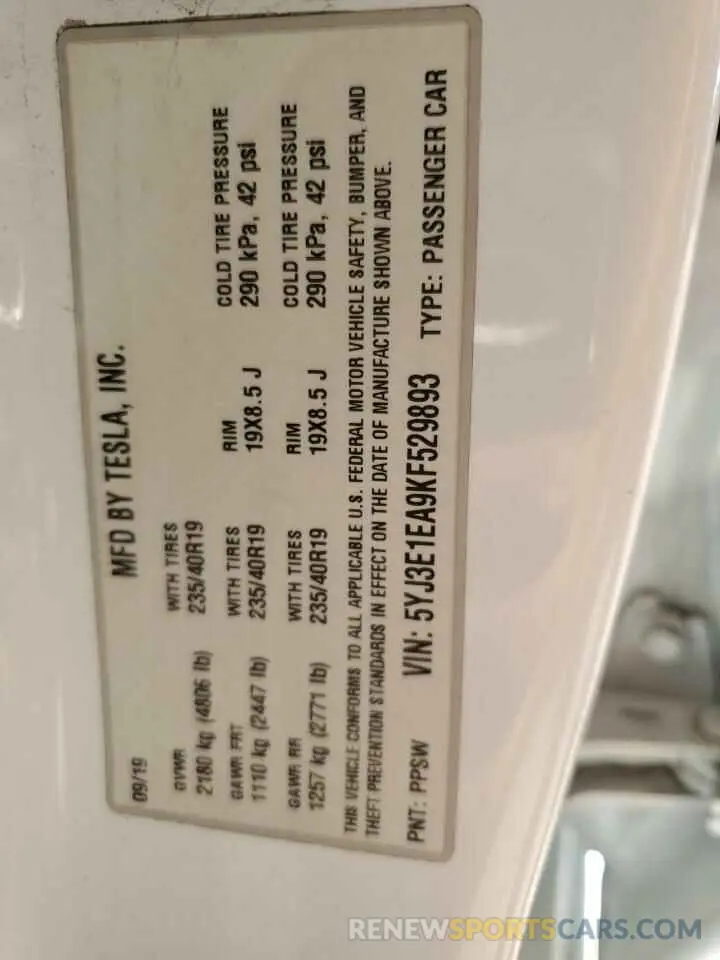 MFD BY TESLA, INC.
09/19
GVWR
2180 kg (4806 lb)
WITH TIRES
235/40R19
GAWR FRT
1110 kg (2447 lb)
WITH TIRES
235/40R19
RIM
19X8.5 J
COLD TIRE PRESSURE
290 kPa, 42 psi
GAWR RR
1257 kg (2771 lb)
WITH TIRES
235/40R19
RIM
19X8.5 J
COLD TIRE PRESSURE
290 kPa, 42 psi
THIS VEHICLE CONFORMS TO ALL APPLICABLE U.S. FEDERAL MOTOR VEHICLE SAFETY, BUMPER, AND
THEFT PREVENTION STANDARDS IN EFFECT ON THE DATE OF MANUFACTURE SHOWN ABOVE.
PNT: PPSW VIN: 5YJ3E1EA9KF529893 TYPE: PASSENGER CAR
RENEWSPORTSCARS.COM